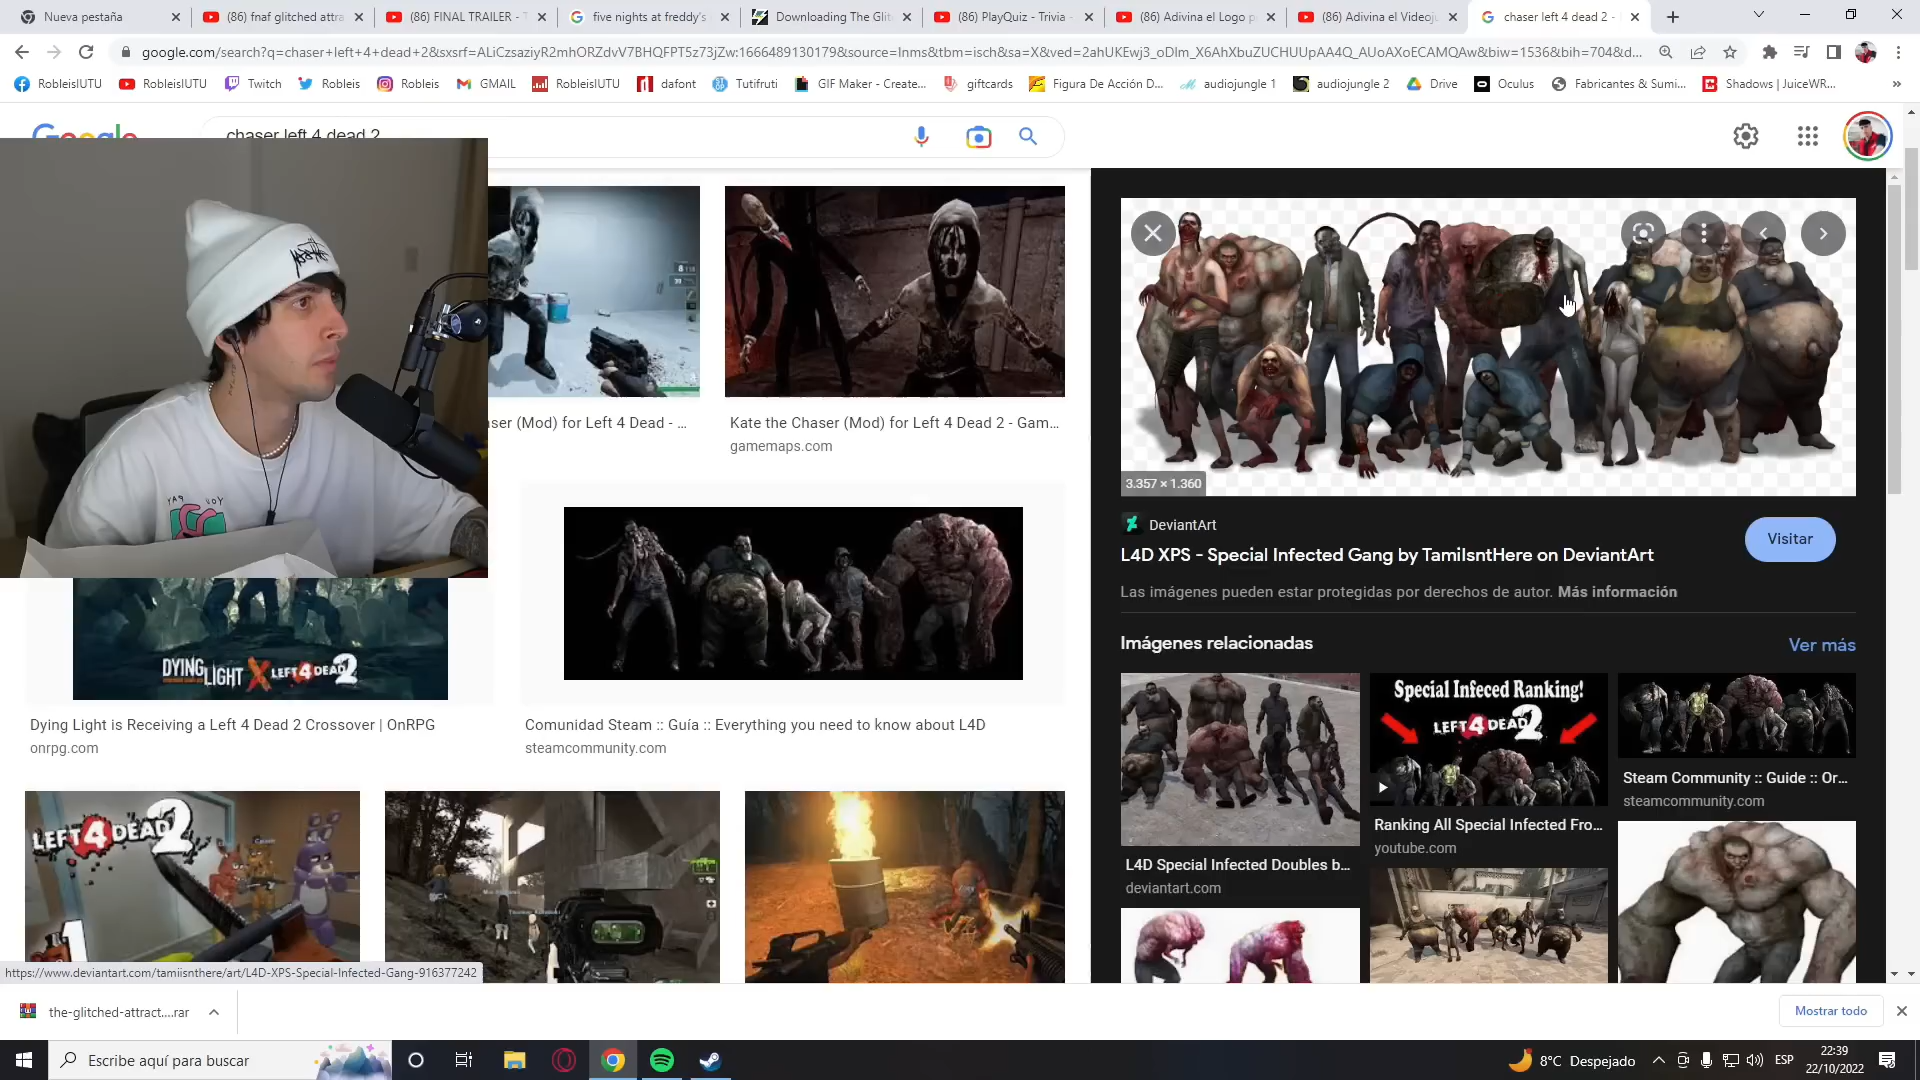 Nueva pestaña
(86) fnaf glitched attra
(86) FINAL TRAILER - T
five nights at freddy's
Downloading The Glit
(86) PlayQuiz - Trivia -
(86) Adivina el Logo p
(86) Adivina el Videoju
chaser left 4 dead 2 -
google.com/search?q=chaser+left+4+dead+2&sxsrf=ALiCzsaziyR2mhORZdvV7BHQFPT5z73jZw:1666489130179&source=lnms&tbm=isch&sa=X&ved=2ahUKEwj3_oDlm_X6AhXbuZUCHUUpAA4Q_AUoAXoECAMQAw&biw=1536&bih=704&d...
RobleisIUTU
RobleisIUTU
Twitch
Robleis
Robleis
GMAIL
RobleisIUTU
dafont
Tutifruti
GIF Maker - Create...
giftcards
Figura De Acción D...
audiojungle 1
audiojungle 2
Drive
Oculus
Fabricantes & Sumi...
Shadows | JuiceWR...
Google
chaser left 4 dead 2
aser (Mod) for Left 4 Dead - ...
Kate the Chaser (Mod) for Left 4 Dead 2 - Gam...
gamemaps.com
3.357 × 1.360
DeviantArt
Visitar
L4D XPS - Special Infected Gang by TamiIsntHere on DeviantArt
Las imágenes pueden estar protegidas por derechos de autor. Más información
Imágenes relacionadas
Ver más
DYING LIGHT X LEFT 4 DEAD 2
Dying Light is Receiving a Left 4 Dead 2 Crossover | OnRPG
onrpg.com
Comunidad Steam :: Guía :: Everything you need to know about L4D
steamcommunity.com
Special Infeced Ranking!
LEFT 4 DEAD 2
Steam Community :: Guide :: Or...
steamcommunity.com
Ranking All Special Infected Fro...
youtube.com
L4D Special Infected Doubles b...
deviantart.com
LEFT 4 DEAD 2
https://www.deviantart.com/tamiisnthere/art/L4D-XPS-Special-Infected-Gang-916377242
the-glitched-attract....rar
Mostrar todo
Escribe aquí para buscar
8°C Despejado
ESP
22:39
22/10/2022